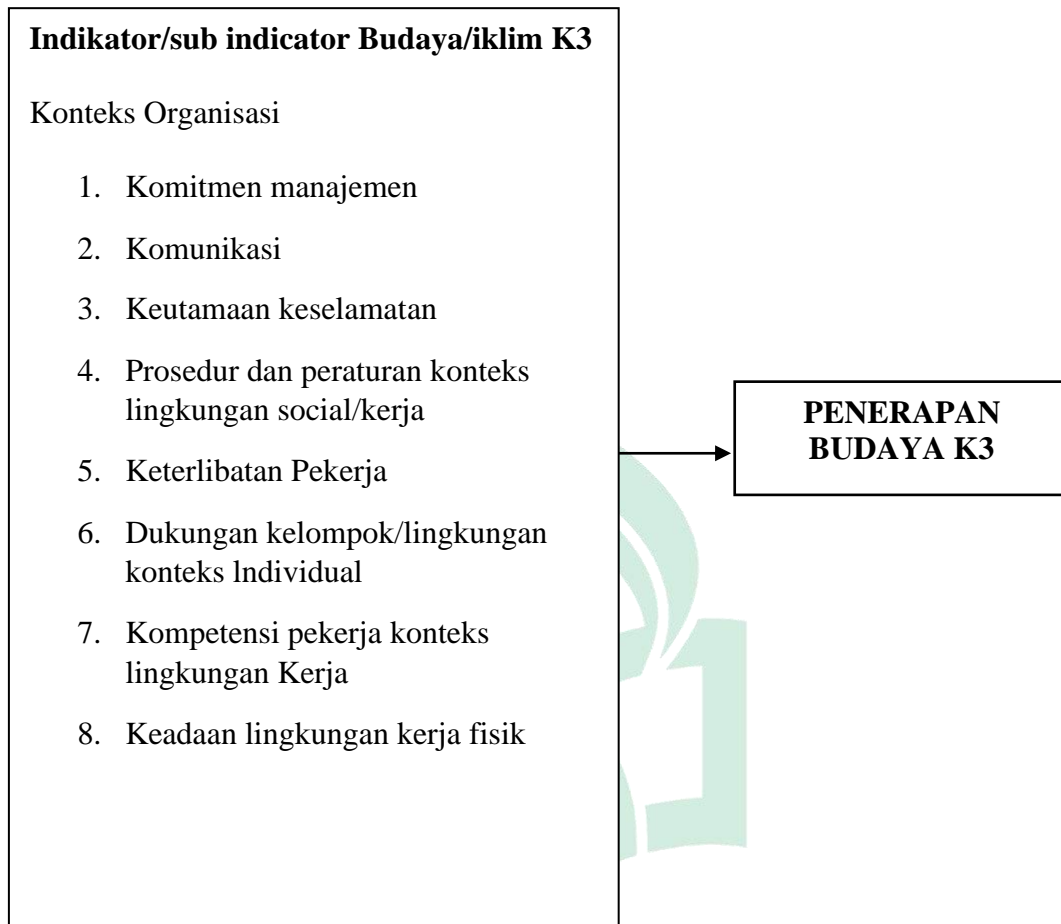 Indikator/sub indicator Budaya/iklim K3
Konteks Organisasi
1. Komitmen manajemen
2. Komunikasi
3. Keutamaan keselamatan
4. Prosedur dan peraturan konteks
lingkungan social/kerja
5. Keterlibatan Pekerja
6. Dukungan kelompok/lingkungan
konteks lndividual
7. Kompetensi pekerja konteks
lingkungan Kerja
8. Keadaan lingkungan kerja fisik
PENERAPAN
BUDAYA K3